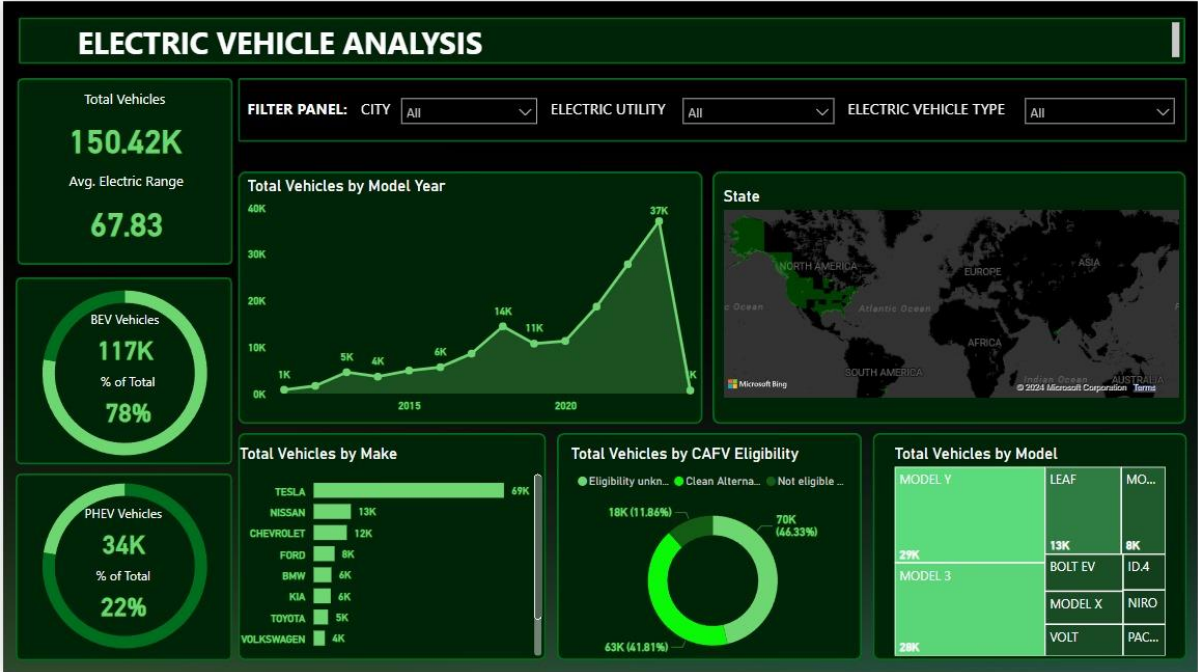 ELECTRIC VEHICLE ANALYSIS
Total Vehicles
150.42K
Avg. Electric Range
67.83
FILTER PANEL: CITY All ELECTRIC UTILITY All ELECTRIC VEHICLE TYPE All
BEV Vehicles
117K
% of Total
78%
PHEV Vehicles
34K
% of Total
22%
Total Vehicles by Model Year
40K
30K
20K
10K
0K
1K
5K
4K
6K
14K
11K
37K
K
2015
2020
State
NORTH AMERICA
EUROPE
ASIA
c Ocean
Atlantic Ocean
AFRICA
SOUTH AMERICA
Indian Ocean
AUSTRALIA
Microsoft Bing
© 2024 Microsoft Corporation Terms
Total Vehicles by Make
TESLA 69K
NISSAN 13K
CHEVROLET 12K
FORD 8K
BMW 6K
KIA 6K
TOYOTA 5K
VOLKSWAGEN 4K
Total Vehicles by CAFV Eligibility
Eligibility unkn... Clean Alterna... Not eligible ...
18K (11.86%)
70K
(46.33%)
63K (41.81%)
Total Vehicles by Model
MODEL Y
29K
MODEL 3
28K
LEAF
13K
MO...
8K
BOLT EV
ID.4
MODEL X
NIRO
VOLT
PAC...